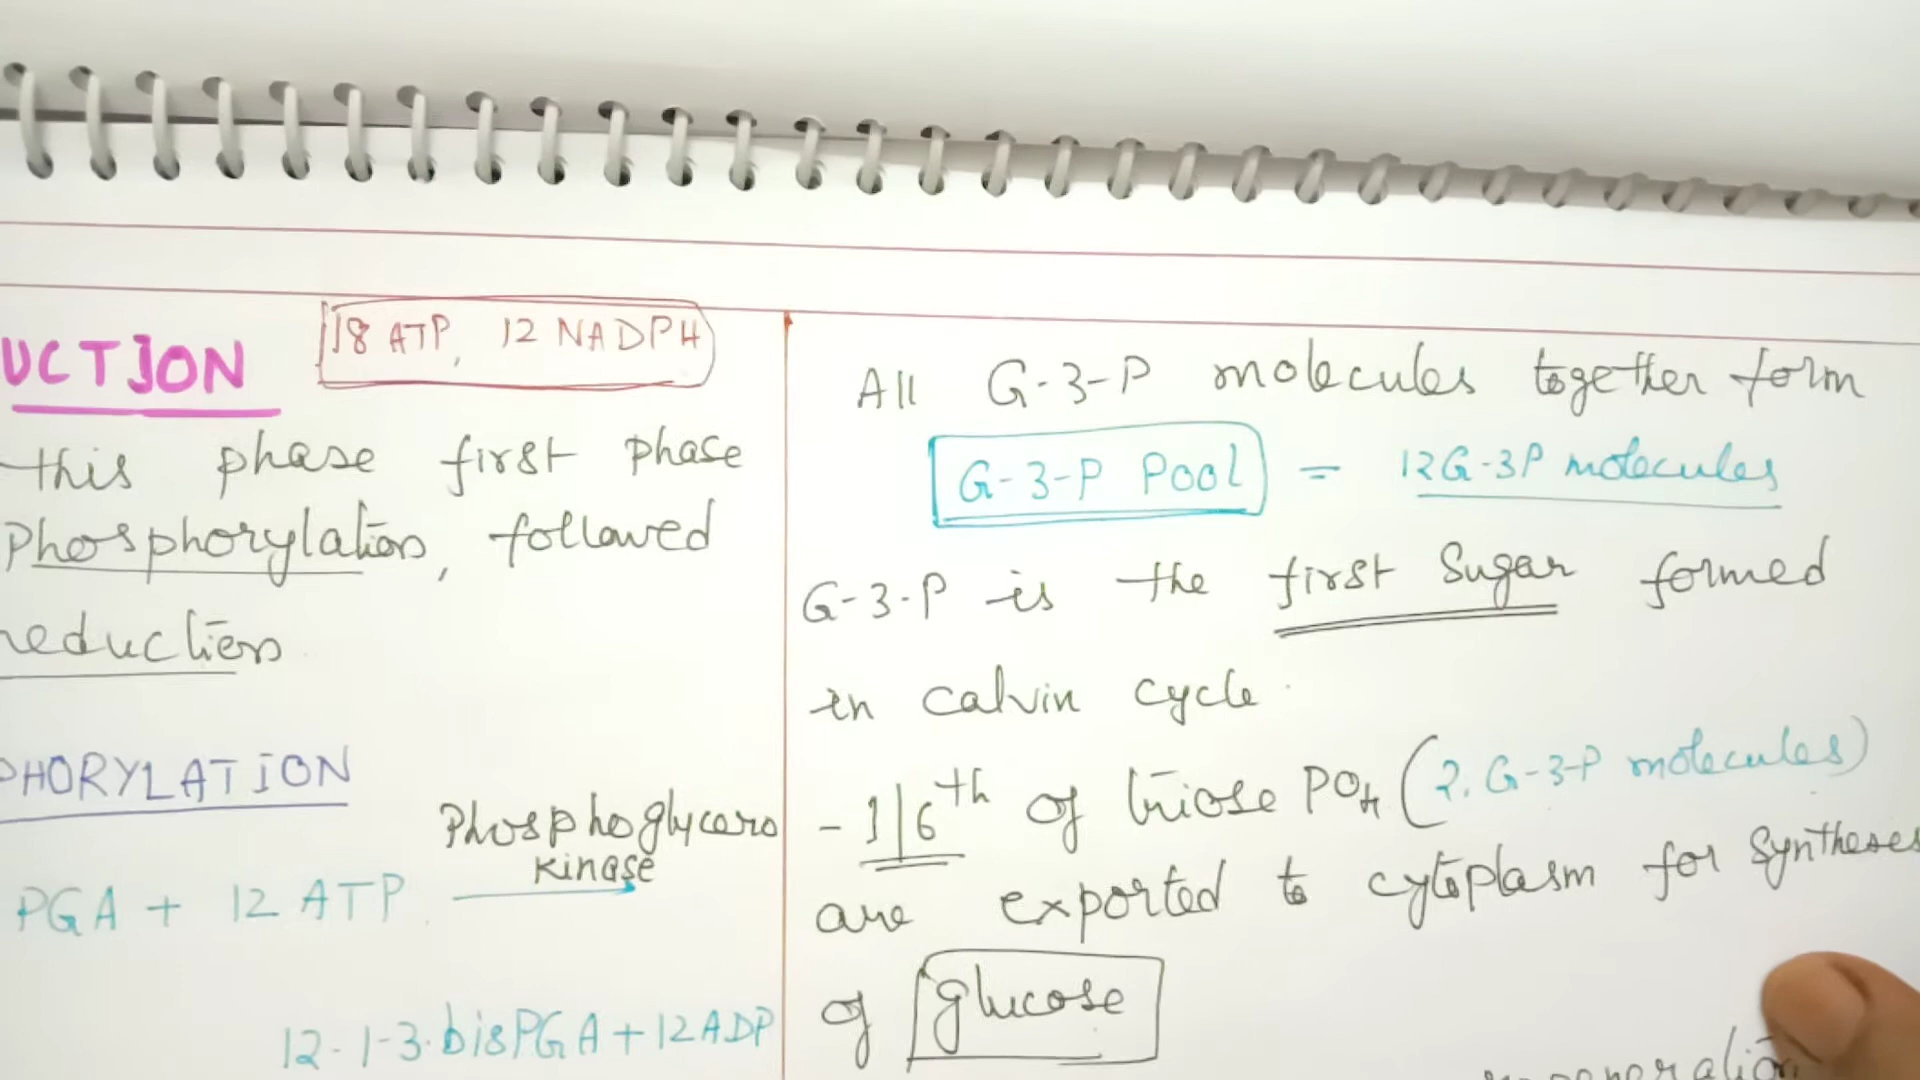 UCTION
18 ATP, 12 NADPH
this phase first phase
Phosphorylation, followed
reduction
PHORYLATION
Phosphoglycero
kinase
PGA + 12 ATP
12-1-3-bisPGA + 12ADP
All G-3-P molecules together form
G-3-P Pool = 12G-3P molecules
G-3-P is the first Sugar formed
in calvin cycle
- 1/6th of triose PO4 (2. G-3-P molecules)
are exported to cytoplasm for Syntheses
of glucose